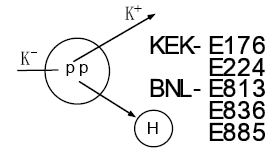 K⁺
KEK- E176
K⁻
E224
pp
BNL- E813
E836
H
E885